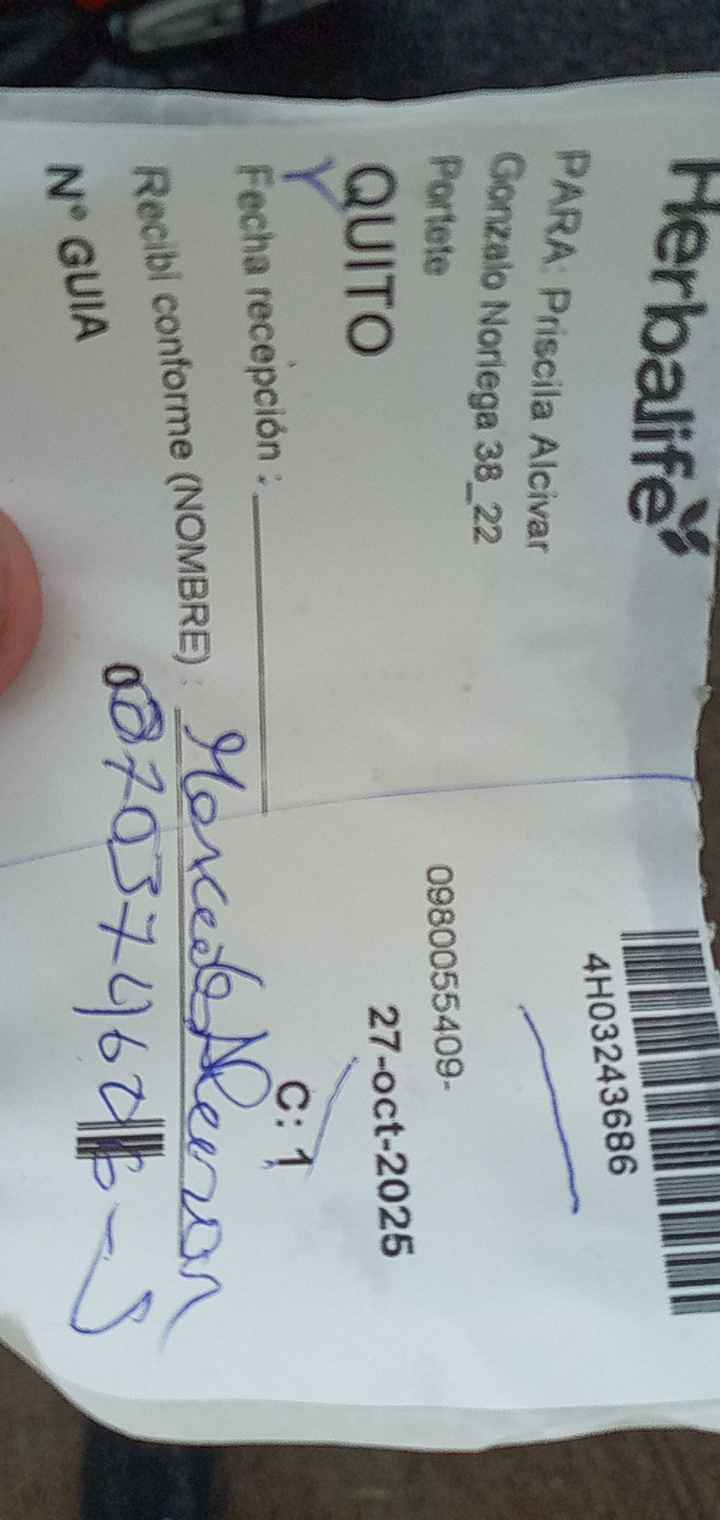 Herbalife
4H03243686
PARA: Priscila Alcivar
Gonzalo Noriega 38_22
Portete
0980055409-
QUITO
27-oct-2025
Fecha recepción :
C: 1
Recibí conforme (NOMBRE) :
N° GUIA